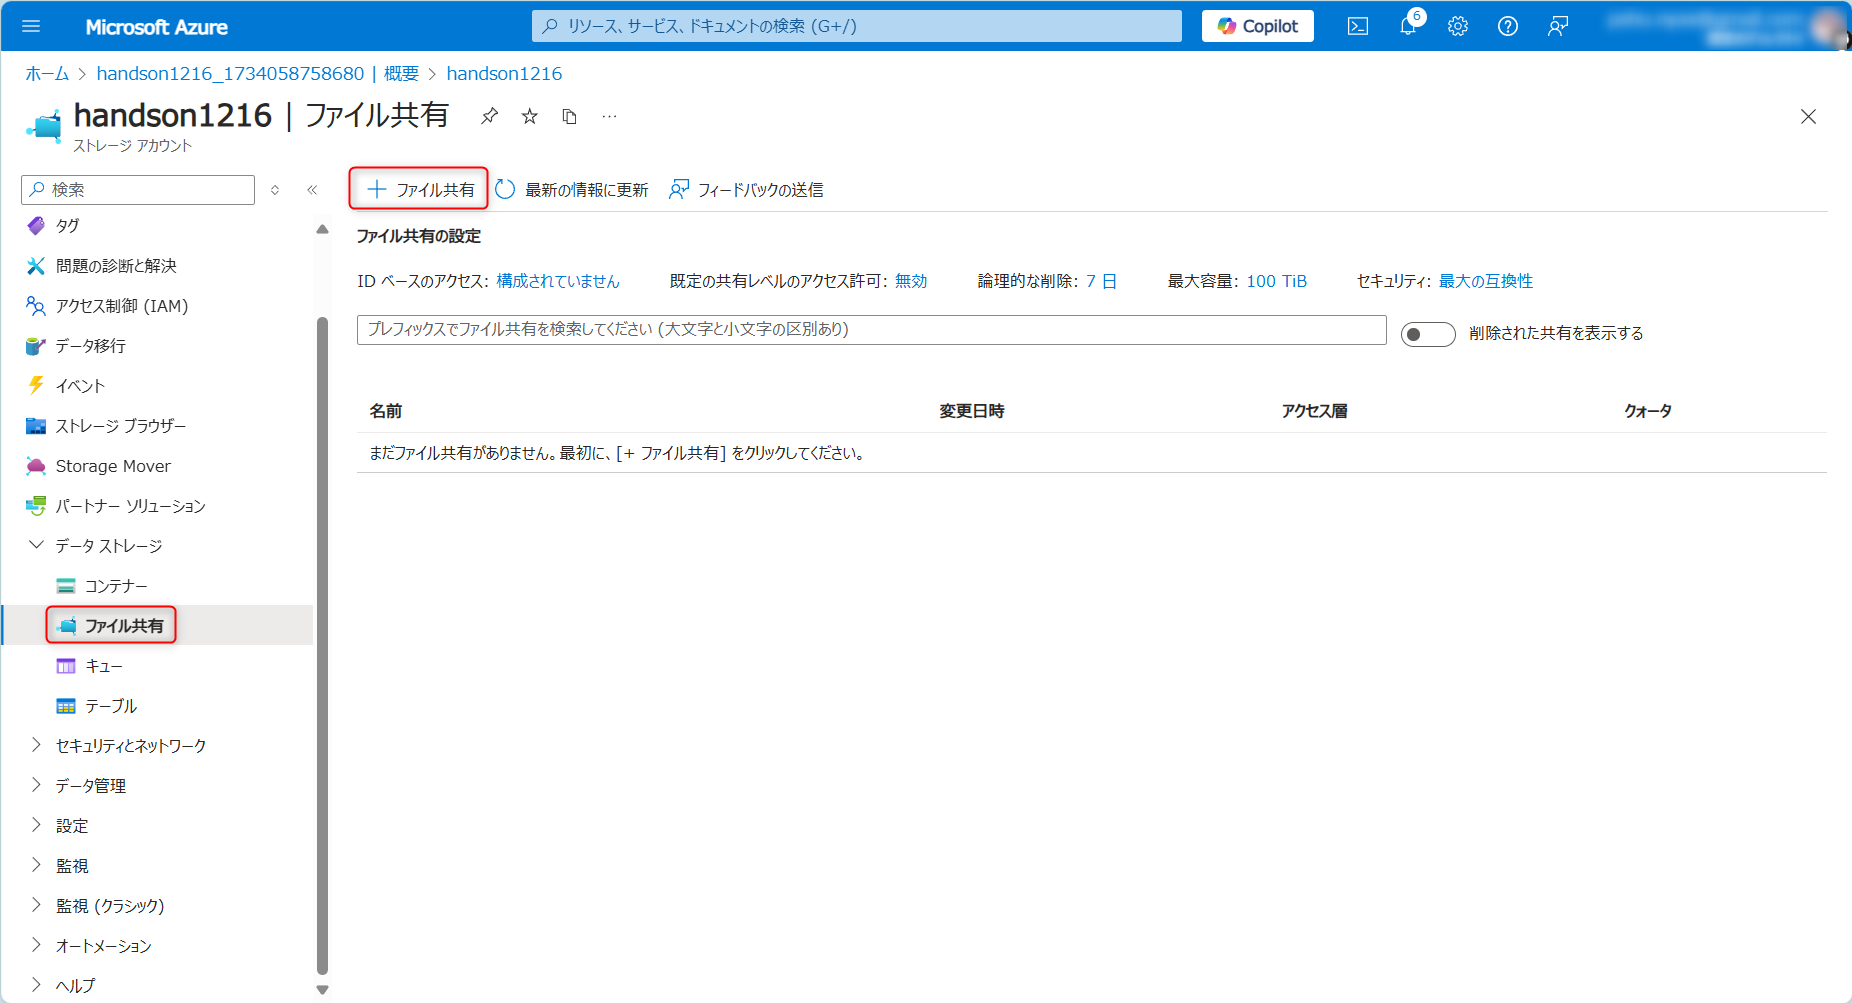 Microsoft Azure
リソース、サービス、ドキュメントの検索 (G+/)
Copilot
6
ホーム > handson1216_1734058758680 | 概要 > handson1216
handson1216 | ファイル共有
ストレージ アカウント
検索
ファイル共有
最新の情報に更新
フィードバックの送信
タグ
問題の診断と解決
アクセス制御 (IAM)
データ移行
イベント
ストレージ ブラウザー
Storage Mover
パートナー ソリューション
データ ストレージ
コンテナー
ファイル共有
キュー
テーブル
セキュリティとネットワーク
データ管理
設定
監視
監視 (クラシック)
オートメーション
ヘルプ
ファイル共有の設定
ID ベースのアクセス: 構成されていません
既定の共有レベルのアクセス許可: 無効
論理的な削除: 7 日
最大容量: 100 TiB
セキュリティ: 最大の互換性
プレフィックスでファイル共有を検索してください (大文字と小文字の区別あり)
削除された共有を表示する
名前 変更日時 アクセス層 クォータ
まだファイル共有がありません。最初に、[+ ファイル共有] をクリックしてください。